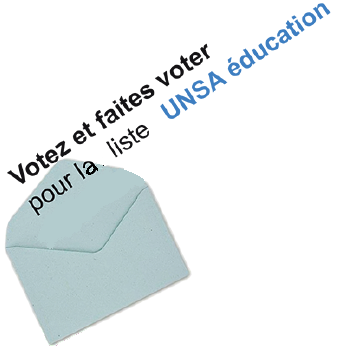 Votez et faites voter
pour la liste UNSA éducation